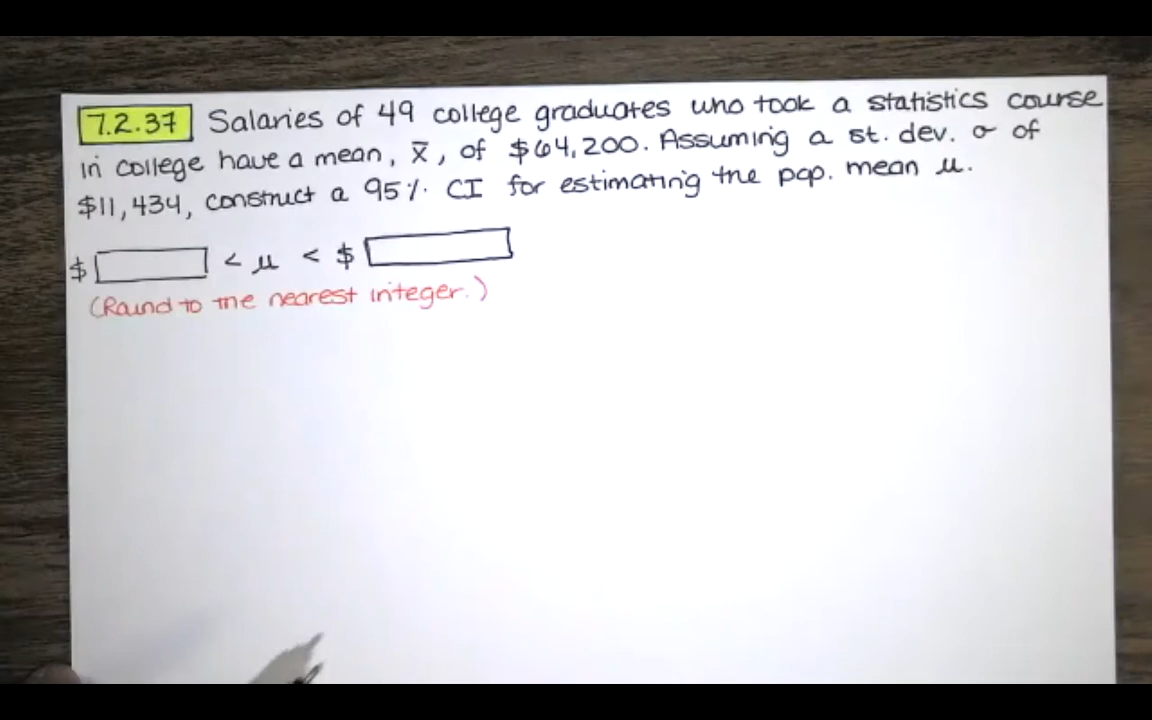 7.2.37 Salaries of 49 college graduates who took a statistics course
in college have a mean, x̄, of $64,200. Assuming a st. dev. σ of
$11,434, construct a 95% CI for estimating the pop. mean μ.
$ < μ < $
(Round to the nearest integer.)